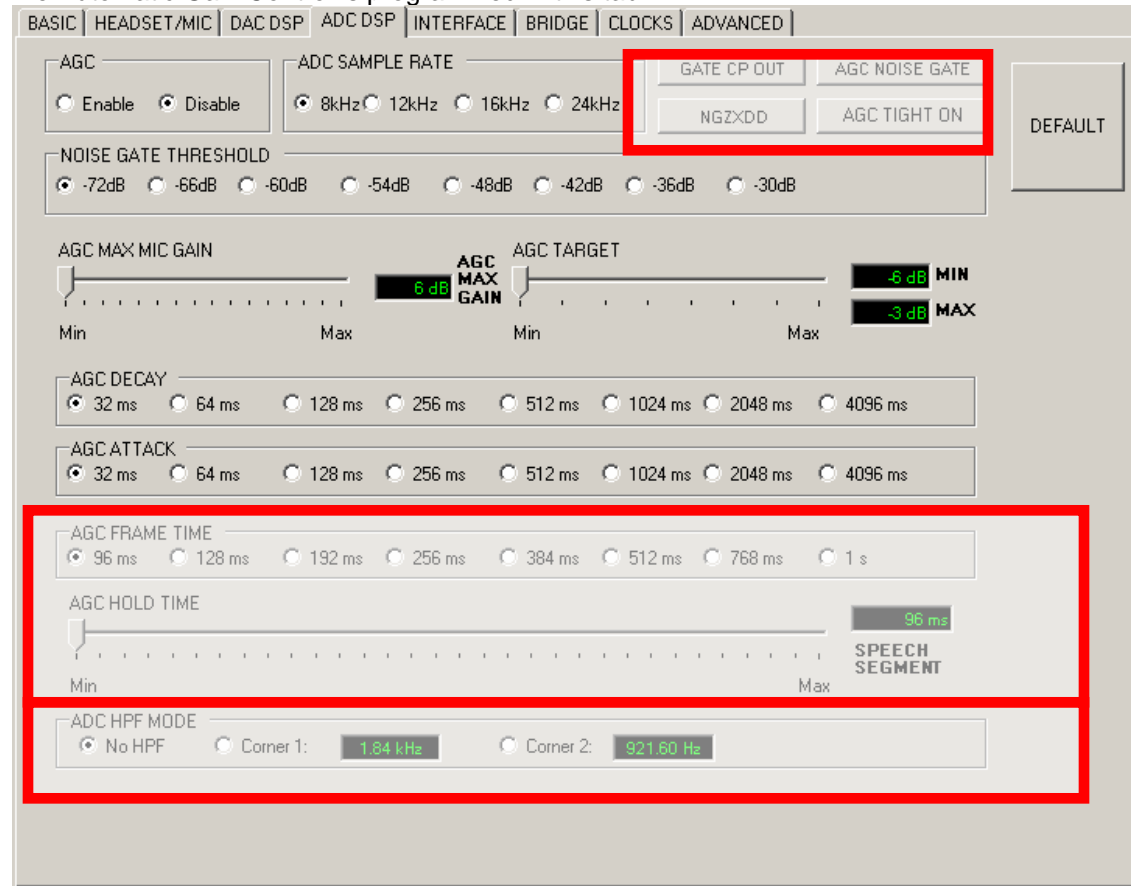 BASIC HEADSET/MIC DAC DSP ADC DSP INTERFACE BRIDGE CLOCKS ADVANCED
AGC
Enable Disable
ADC SAMPLE RATE
8kHz 12kHz 16kHz 24kHz
GATE CP OUT AGC NOISE GATE
NGZXDD AGC TIGHT ON
DEFAULT
NOISE GATE THRESHOLD
-72dB -66dB -60dB -54dB -48dB -42dB -36dB -30dB
AGC MAX MIC GAIN
6 dB
AGC
MAX
GAIN
Min Max
AGC TARGET
-6 dB MIN
-3 dB MAX
Min Max
AGC DECAY
32 ms 64 ms 128 ms 256 ms 512 ms 1024 ms 2048 ms 4096 ms
AGC ATTACK
32 ms 64 ms 128 ms 256 ms 512 ms 1024 ms 2048 ms 4096 ms
AGC FRAME TIME
96 ms 128 ms 192 ms 256 ms 384 ms 512 ms 768 ms 1 s
AGC HOLD TIME
96 ms
SPEECH
SEGMENT
Min Max
ADC HPF MODE
No HPF Corner 1: 1.84 kHz Corner 2: 921.60 Hz